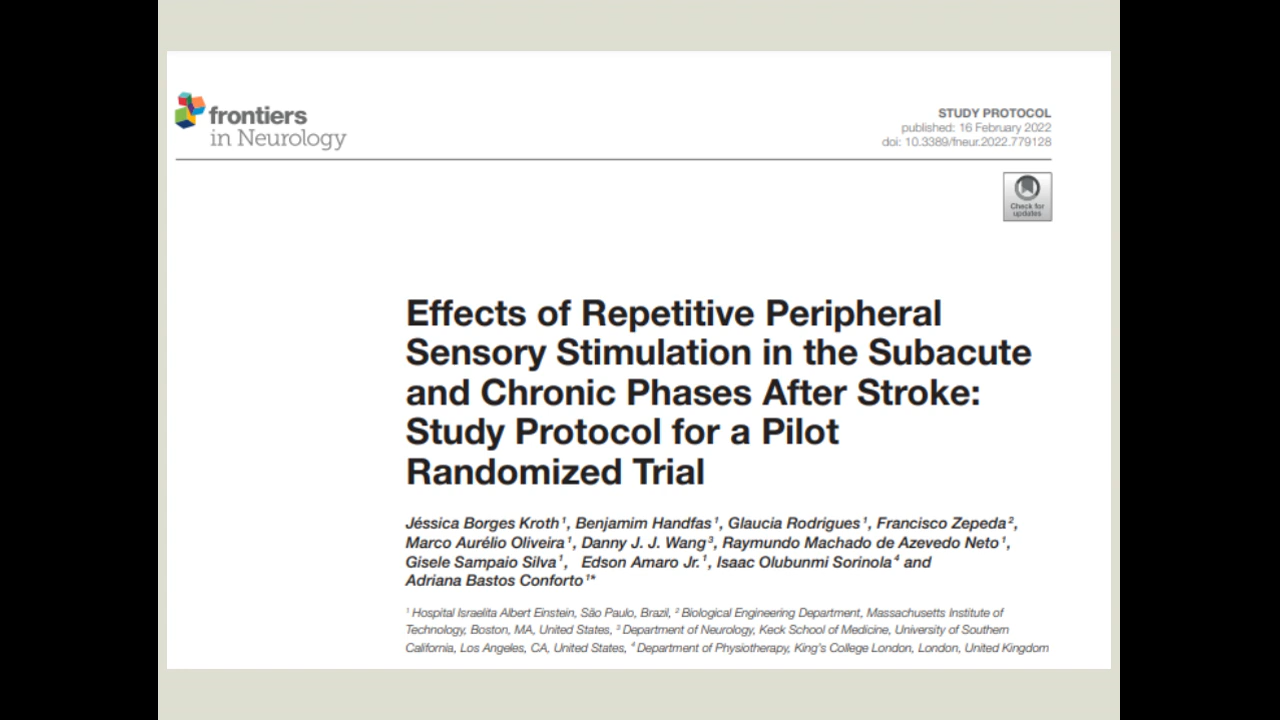 frontiers
in Neurology
STUDY PROTOCOL
published: 16 February 2022
doi: 10.3389/fneur.2022.779128
Check for
updates
Effects of Repetitive Peripheral
Sensory Stimulation in the Subacute
and Chronic Phases After Stroke:
Study Protocol for a Pilot
Randomized Trial
Jéssica Borges Kroth¹, Benjamim Handfas¹, Glaucia Rodrigues¹, Francisco Zepeda²,
Marco Aurélio Oliveira¹, Danny J. J. Wang³, Raymundo Machado de Azevedo Neto¹,
Gisele Sampaio Silva¹, Edson Amaro Jr.¹, Isaac Olubunmi Sorinola⁴ and
Adriana Bastos Conforto¹*
¹ Hospital Israelita Albert Einstein, São Paulo, Brazil, ² Biological Engineering Department, Massachusetts Institute of
Technology, Boston, MA, United States, ³ Department of Neurology, Keck School of Medicine, University of Southern
California, Los Angeles, CA, United States, ⁴ Department of Physiotherapy, King's College London, London, United Kingdom